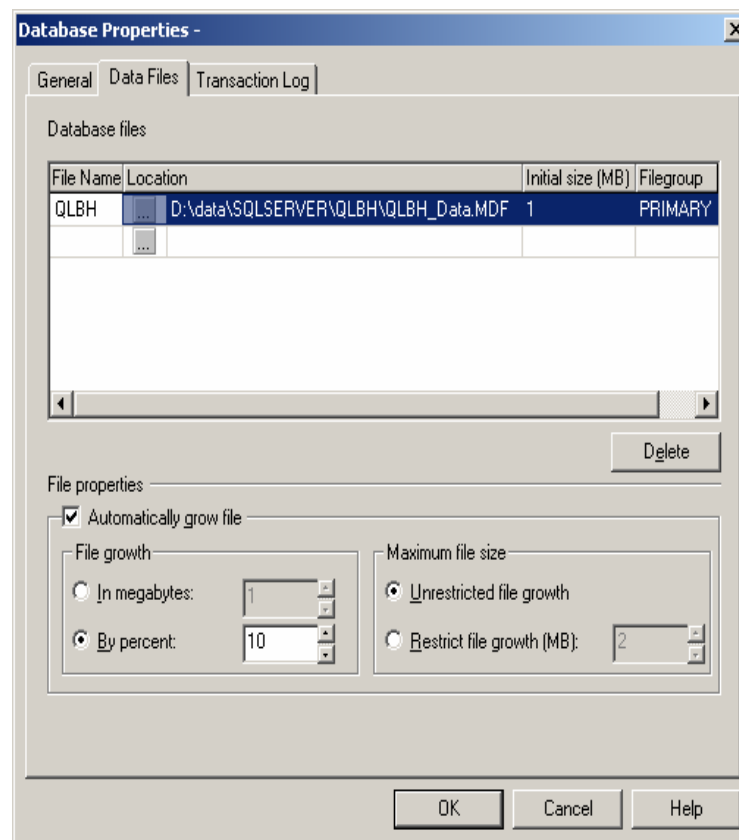 Database Properties -
General Data Files Transaction Log
Database files
File Name Location Initial size (MB) Filegroup
QLBH ... D:\data\SQLSERVER\QLBH\QLBH_Data.MDF 1 PRIMARY
...
Delete
File properties
Automatically grow file
File growth Maximum file size
In megabytes: 1 Unrestricted file growth
By percent: 10 Restrict file growth (MB): 2
OK Cancel Help